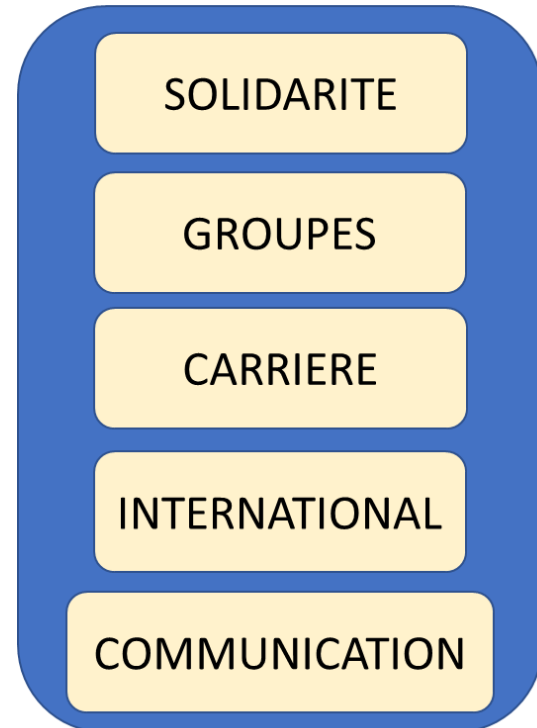 SOLIDARITE
GROUPES
CARRIERE
INTERNATIONAL
COMMUNICATION